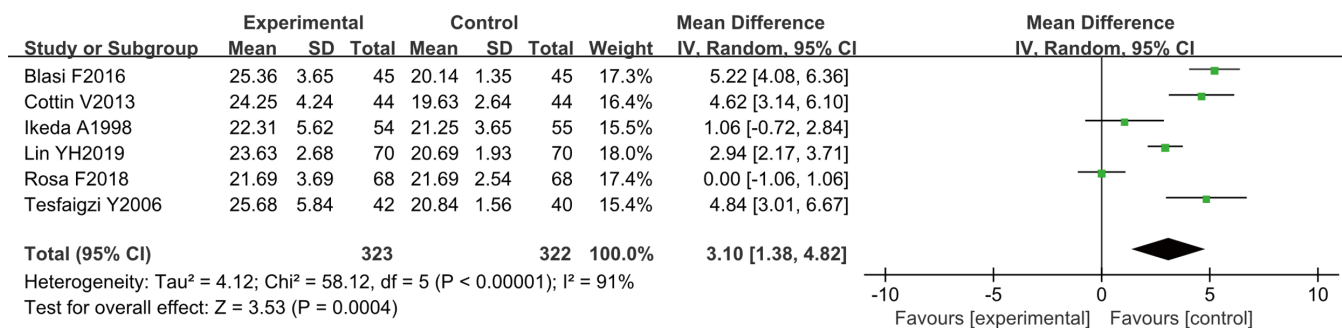 Experimental Control Mean Difference Mean Difference
Study or Subgroup Mean SD Total Mean SD Total Weight IV, Random, 95% CI IV, Random, 95% CI
Blasi F2016 25.36 3.65 45 20.14 1.35 45 17.3% 5.22 [4.08, 6.36]
Cottin V2013 24.25 4.24 44 19.63 2.64 44 16.4% 4.62 [3.14, 6.10]
Ikeda A1998 22.31 5.62 54 21.25 3.65 55 15.5% 1.06 [-0.72, 2.84]
Lin YH2019 23.63 2.68 70 20.69 1.93 70 18.0% 2.94 [2.17, 3.71]
Rosa F2018 21.69 3.69 68 21.69 2.54 68 17.4% 0.00 [-1.06, 1.06]
Tesfaigzi Y2006 25.68 5.84 42 20.84 1.56 40 15.4% 4.84 [3.01, 6.67]
Total (95% CI) 323 322 100.0% 3.10 [1.38, 4.82]
Heterogeneity: Tau² = 4.12; Chi² = 58.12, df = 5 (P < 0.00001); I² = 91%
Test for overall effect: Z = 3.53 (P = 0.0004)
-10 -5 0 5 10
Favours [experimental] Favours [control]